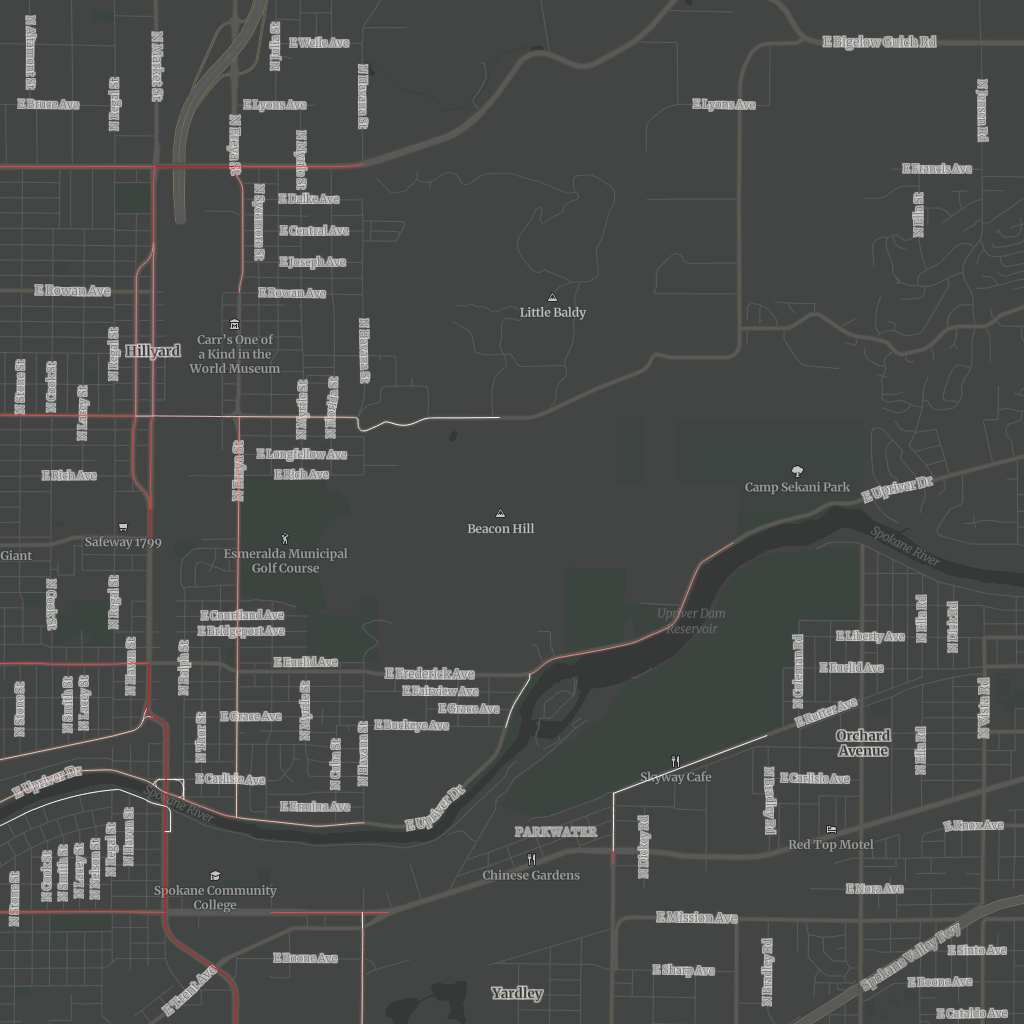 N Altamont St
N Market St
N Julia St
E Weile Ave
E Bigelow Gulch Rd
E Bruce Ave
N Regal St
E Lyons Ave
N Havana St
E Lyons Ave
N Jensen Rd
N Freya St
N Myrtle St
E Francis Ave
E Dalke Ave
N Sycamore St
N Ella St
E Central Ave
E Joseph Ave
E Rowan Ave
E Rowan Ave
Little Baldy
Carr's One of
a Kind in the
World Museum
Hillyard
N Regal St
N Havana St
N Stone St
N Cook St
N Lacey St
N Myrtle St
N Florida St
E Longfellow Ave
E Rich Ave
E Rich Ave
N Freya St
Camp Sekani Park
E Upriver Dr
Beacon Hill
Safeway 1799
Giant
Esmeralda Municipal
Golf Course
Spokane River
N Cook St
N Regal St
E Courtland Ave
E Bridgeport Ave
Upriver Dam
Reservoir
N Ella Rd
N Dick Rd
E Liberty Ave
N Haven St
N Ralph St
E Euclid Ave
E Frederick Ave
E Fairview Ave
E Grace Ave
E Buckeye Ave
N Coleman Rd
E Euclid Ave
N Stone St
N Smith St
N Lacey St
E Grace Ave
N Myrtle St
N Thor St
N Cuba St
N Havana St
E Rutter Ave
N Vista Rd
Orchard
Avenue
N Ella Rd
E Upriver Dr
Spokane River
E Carlisle Ave
E Ermina Ave
E Upriver Dr
Skyway Cafe
N Bradley Rd
E Carlisle Ave
PARKWATER
N Dickey Rd
Red Top Motel
E Knox Ave
Chinese Gardens
N Stone St
N Cook St
N Smith St
N Lacey St
N Nelson St
N Regal St
N Haven St
Spokane Community
College
E Nora Ave
E Mission Ave
E Boone Ave
E Trent Ave
E Sharp Ave
N Bradley Rd
Spokane Valley Fwy
E Sinto Ave
E Boone Ave
E Cataldo Ave
Yardley